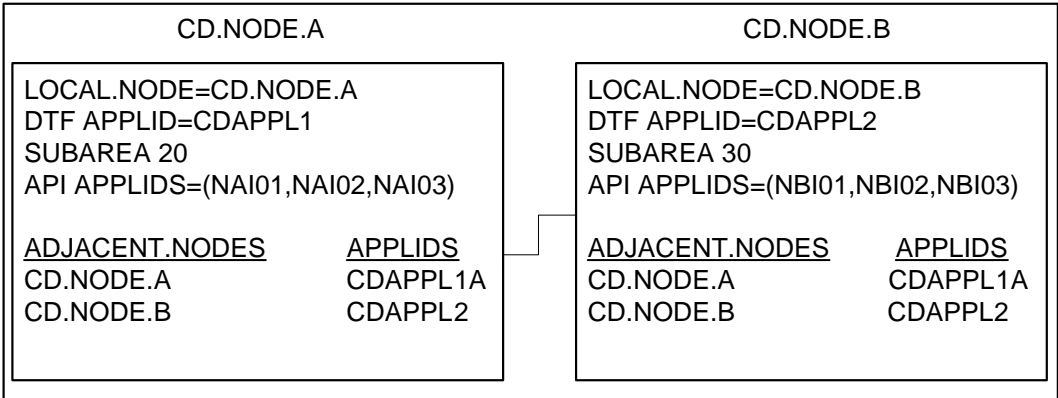 CD.NODE.A
LOCAL.NODE=CD.NODE.A
DTF APPLID=CDAPPL1
SUBAREA 20
API APPLIDS=(NAI01,NAI02,NAI03)
ADJACENT.NODES APPLIDS
CD.NODE.A CDAPPL1A
CD.NODE.B CDAPPL2
CD.NODE.B
LOCAL.NODE=CD.NODE.B
DTF APPLID=CDAPPL2
SUBAREA 30
API APPLIDS=(NBI01,NBI02,NBI03)
ADJACENT.NODES APPLIDS
CD.NODE.A CDAPPL1A
CD.NODE.B CDAPPL2